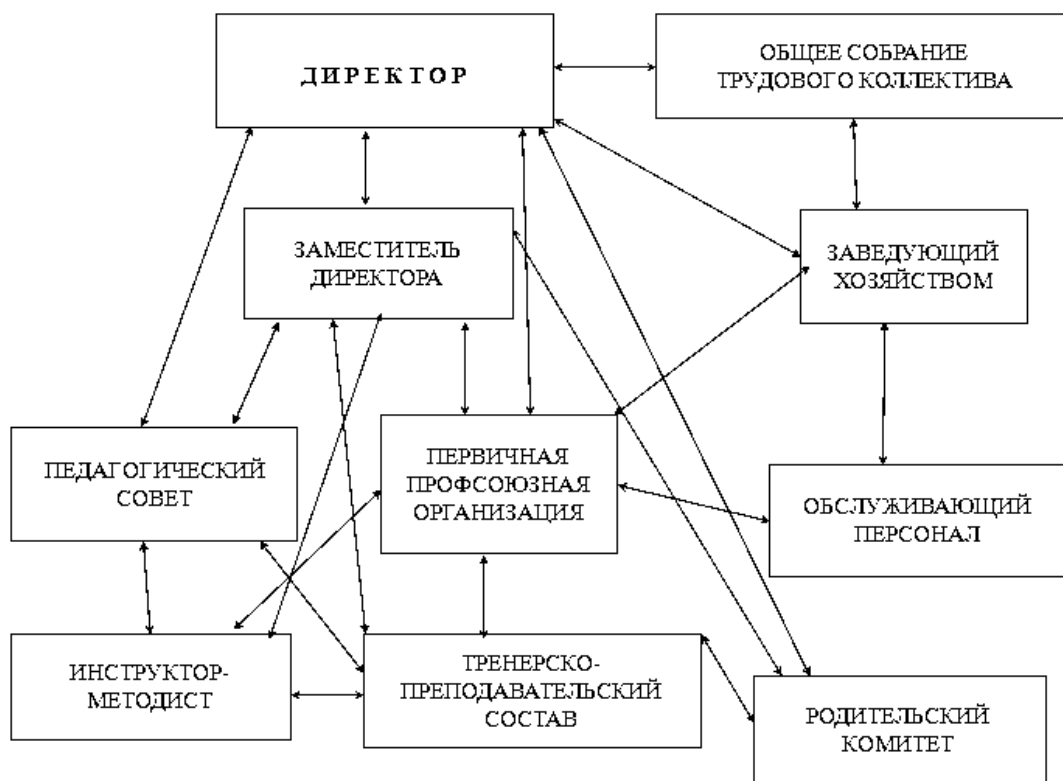 ДИРЕКТОР
ОБЩЕЕ СОБРАНИЕ
ТРУДОВОГО КОЛЛЕКТИВА
ЗАМЕСТИТЕЛЬ
ДИРЕКТОРА
ЗАВЕДУЮЩИЙ
ХОЗЯЙСТВОМ
ПЕДАГОГИЧЕСКИЙ
СОВЕТ
ПЕРВИЧНАЯ
ПРОФСОЮЗНАЯ
ОРГАНИЗАЦИЯ
ОБСЛУЖИВАЮЩИЙ
ПЕРСОНАЛ
ИНСТРУКТОР-
МЕТОДИСТ
ТРЕНЕРСКО-
ПРЕПОДАВАТЕЛЬСКИЙ
СОСТАВ
РОДИТЕЛЬСКИЙ
КОМИТЕТ